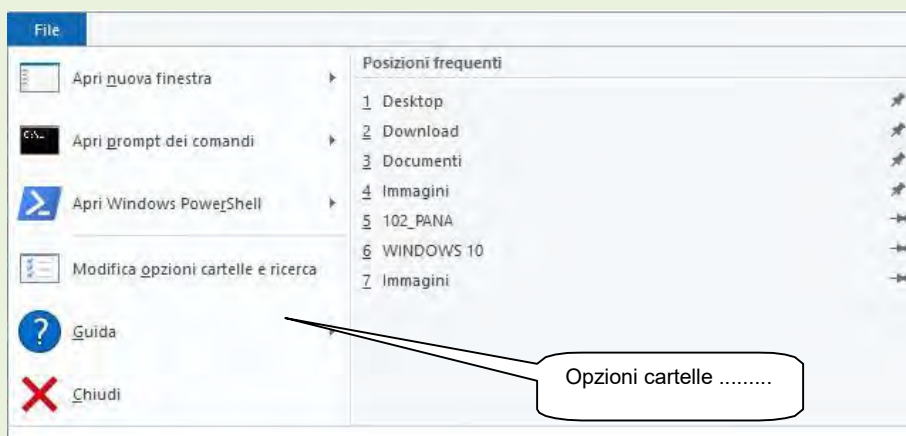 File
Apri nuova finestra
Apri prompt dei comandi
Apri Windows PowerShell
Modifica opzioni cartelle e ricerca
Guida
Chiudi
Posizioni frequenti
1 Desktop
2 Download
3 Documenti
4 Immagini
5 102_PANA
6 WINDOWS 10
7 Immagini
Opzioni cartelle .........